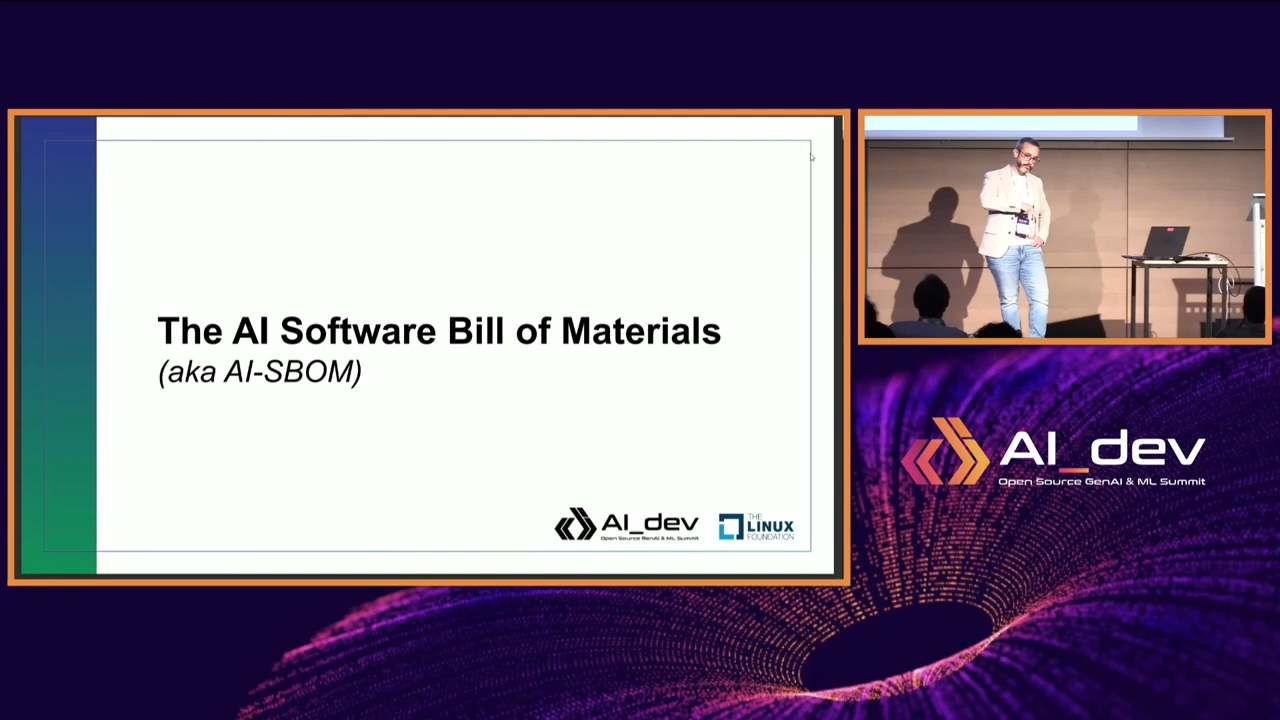 The AI Software Bill of Materials
(aka AI-SBOM)
AI_dev
Open Source GenAI & ML Summit
THE
LINUX
FOUNDATION
AI_dev
Open Source GenAI & ML Summit